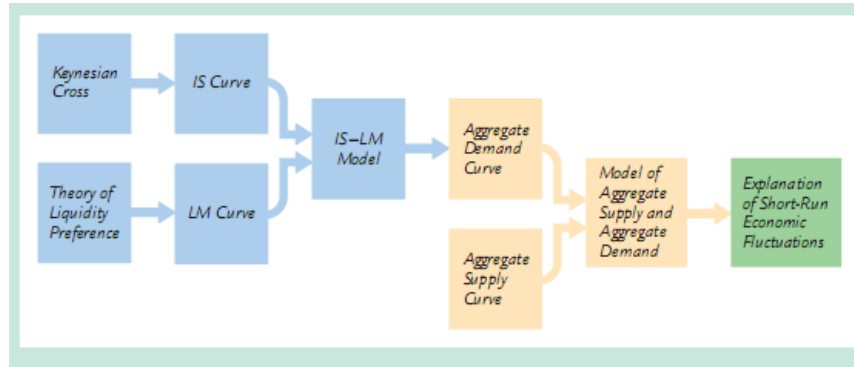 Keynesian
Cross
IS Curve
Theory of
Liquidity
Preference
LM Curve
IS–LM
Model
Aggregate
Demand
Curve
Aggregate
Supply
Curve
Model of
Aggregate
Supply and
Aggregate
Demand
Explanation
of Short-Run
Economic
Fluctuations